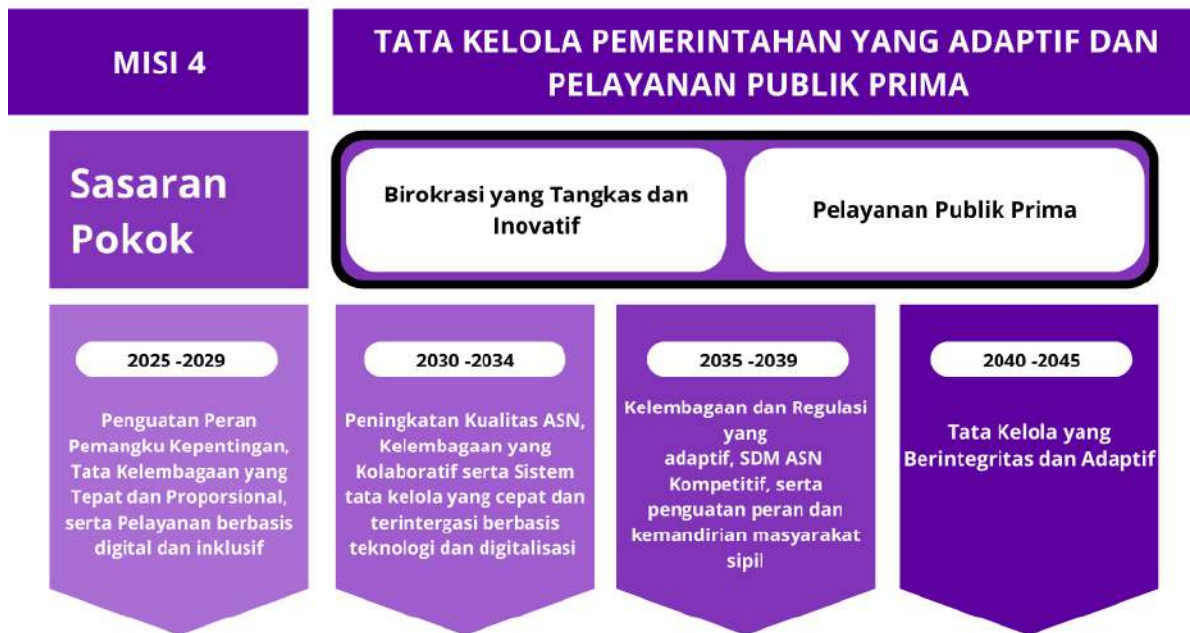 MISI 4
TATA KELOLA PEMERINTAHAN YANG ADAPTIF DAN
PELAYANAN PUBLIK PRIMA
Sasaran
Pokok
Birokrasi yang Tangkas dan
Inovatif
Pelayanan Publik Prima
2025 -2029
Penguatan Peran
Pemangku Kepentingan,
Tata Kelembagaan yang
Tepat dan Proporsional,
serta Pelayanan berbasis
digital dan inklusif
2030 -2034
Peningkatan Kualitas ASN,
Kelembagaan yang
Kolaboratif serta Sistem
tata kelola yang cepat dan
terintergasi berbasis
teknologi dan digitalisasi
2035 -2039
Kelembagaan dan Regulasi
yang
adaptif, SDM ASN
Kompetitif, serta
penguatan peran dan
kemandirian masyarakat
sipil
2040 -2045
Tata Kelola yang
Berintegritas dan Adaptif